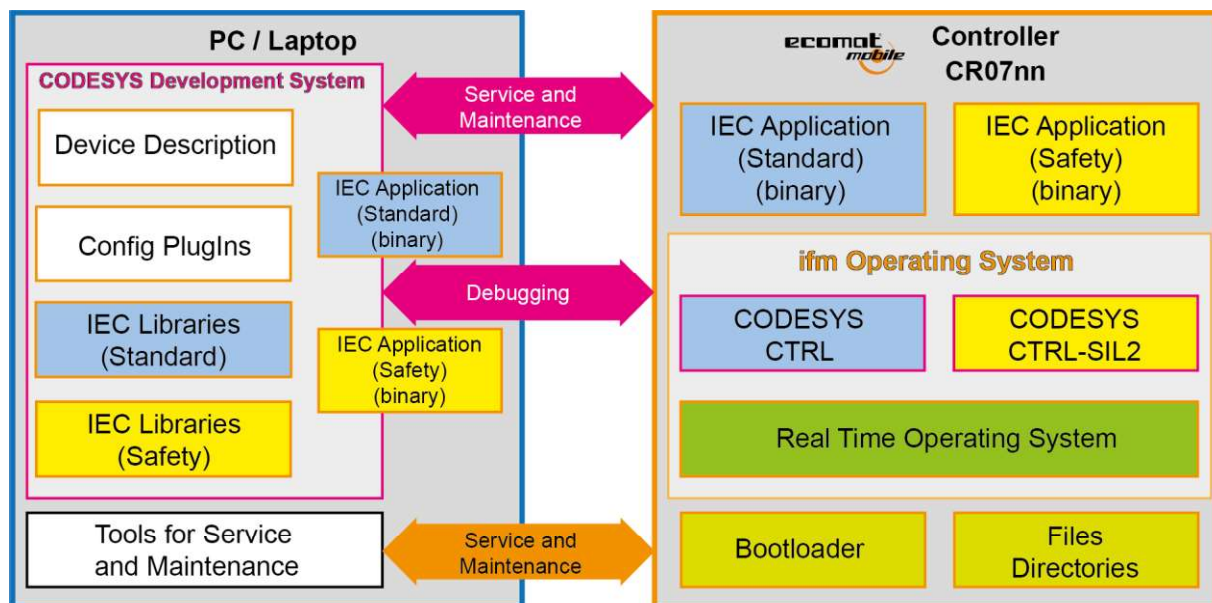 PC / Laptop
CODESYS Development System
Device Description
Config PlugIns
IEC Libraries
(Standard)
IEC Libraries
(Safety)
IEC Application
(Standard)
(binary)
IEC Application
(Safety)
(binary)
Tools for Service
and Maintenance
Service and
Maintenance
Debugging
Service and
Maintenance
ecomat
mobile
Controller
CR07nn
IEC Application
(Standard)
(binary)
IEC Application
(Safety)
(binary)
ifm Operating System
CODESYS
CTRL
CODESYS
CTRL-SIL2
Real Time Operating System
Bootloader
Files
Directories